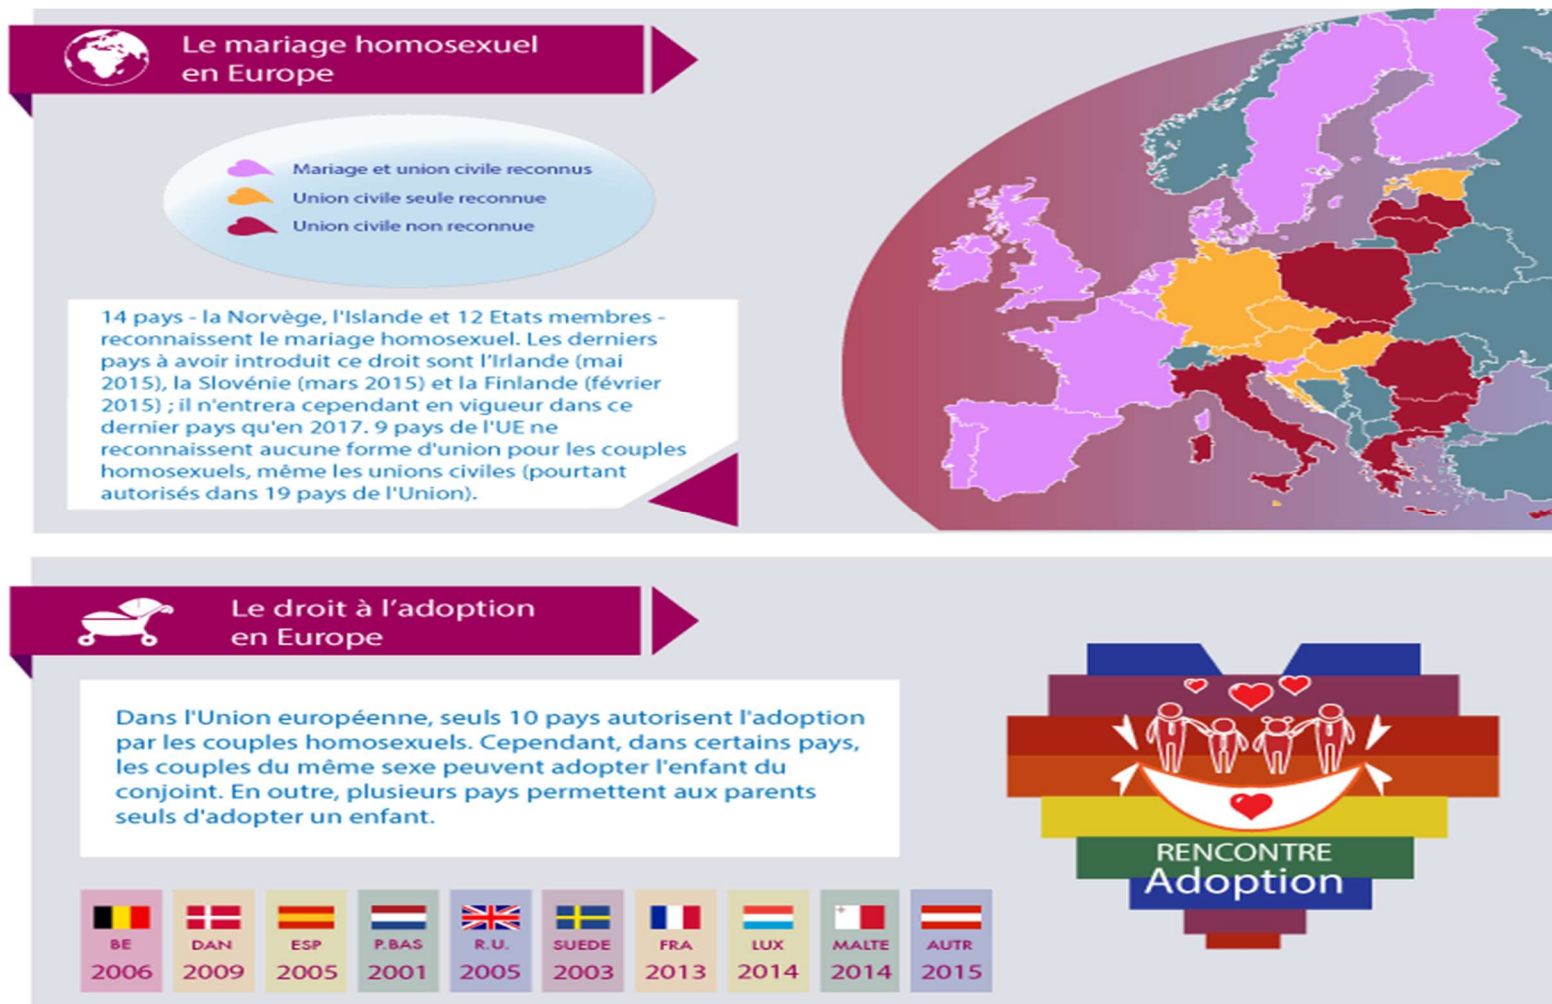 Le mariage homosexuel
en Europe
Mariage et union civile reconnus
Union civile seule reconnue
Union civile non reconnue
14 pays - la Norvège, l'Islande et 12 Etats membres -
reconnaissent le mariage homosexuel. Les derniers
pays à avoir introduit ce droit sont l'Irlande (mai
2015), la Slovénie (mars 2015) et la Finlande (février
2015) ; il n'entrera cependant en vigueur dans ce
dernier pays qu'en 2017. 9 pays de l'UE ne
reconnaissent aucune forme d'union pour les couples
homosexuels, même les unions civiles (pourtant
autorisés dans 19 pays de l'Union).
Le droit à l'adoption
en Europe
Dans l'Union européenne, seuls 10 pays autorisent l'adoption
par les couples homosexuels. Cependant, dans certains pays,
les couples du même sexe peuvent adopter l'enfant du
conjoint. En outre, plusieurs pays permettent aux parents
seuls d'adopter un enfant.
RENCONTRE
Adoption
BE DAN ESP P.BAS R.U. SUEDE FRA LUX MALTE AUTR
2006 2009 2005 2001 2005 2003 2013 2014 2014 2015